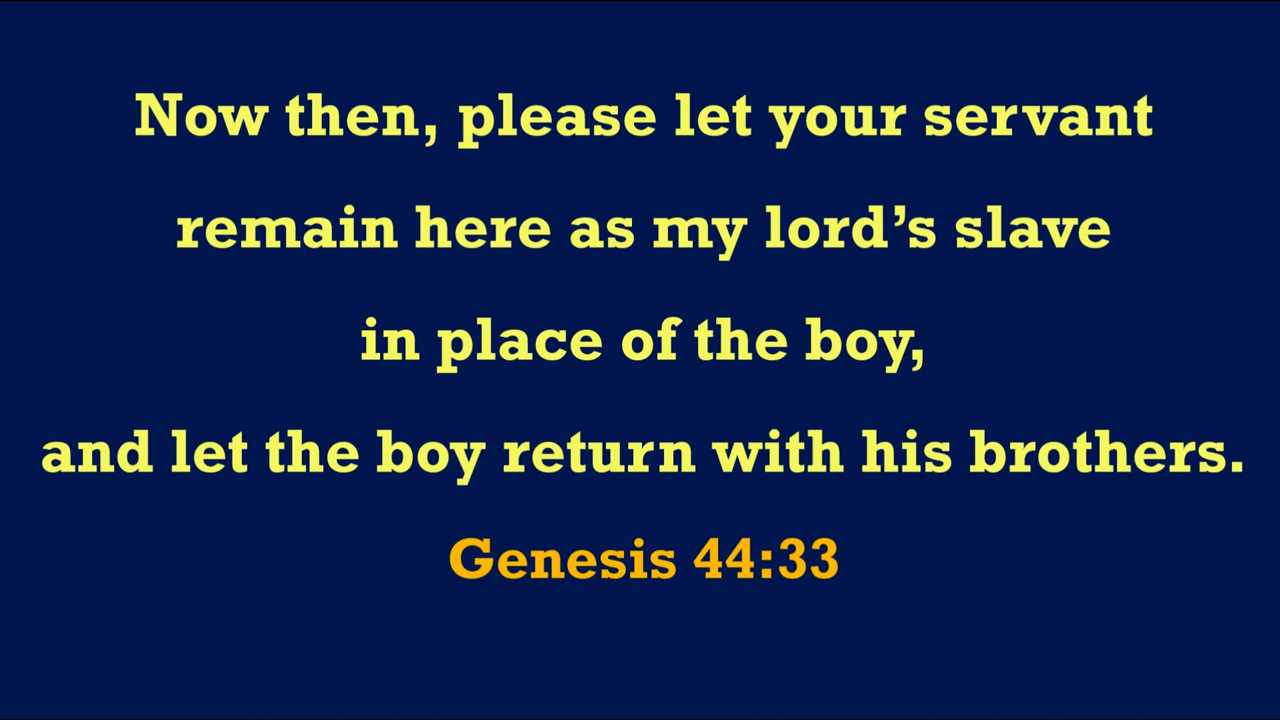 Now then, please let your servant
remain here as my lord’s slave
in place of the boy,
and let the boy return with his brothers.
Genesis 44:33